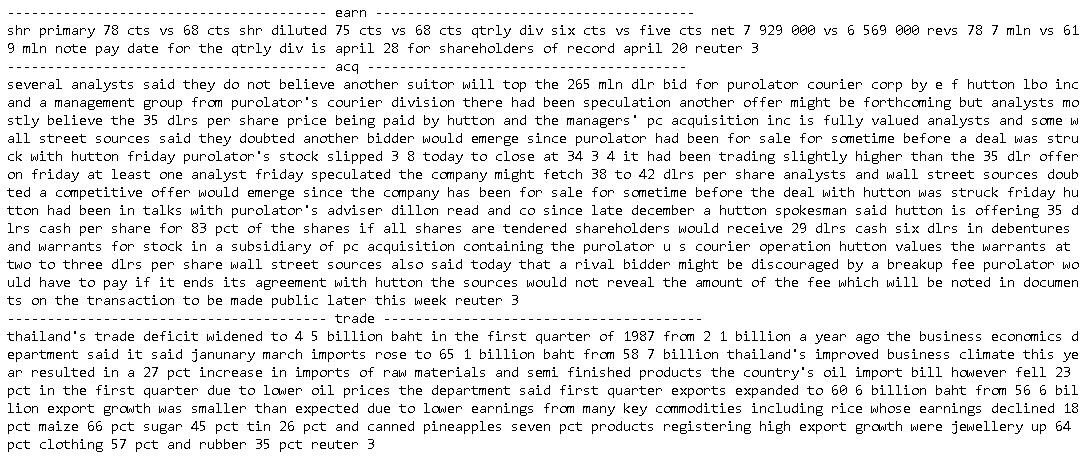 ------------------------------------- earn -------------------------------------
shr primary 78 cts vs 68 cts shr diluted 75 cts vs 68 cts qtrly div six cts vs five cts net 7 929 000 vs 6 569 000 revs 78 7 mln vs 61
9 mln note pay date for the qtrly div is april 28 for shareholders of record april 20 reuter 3
------------------------------------- acq -------------------------------------
several analysts said they do not believe another suitor will top the 265 mln dlr bid for purolator courier corp by e f hutton lbo inc
and a management group from purolator's courier division there had been speculation another offer might be forthcoming but analysts mo
stly believe the 35 dlrs per share price being paid by hutton and the managers' pc acquisition inc is fully valued analysts and some w
all street sources said they doubted another bidder would emerge since purolator had been for sale for sometime before a deal was stru
ck with hutton friday purolator's stock slipped 3 8 today to close at 34 3 4 it had been trading slightly higher than the 35 dlr offer
on friday at least one analyst friday speculated the company might fetch 38 to 42 dlrs per share analysts and wall street sources doub
ted a competitive offer would emerge since the company has been for sale for sometime before the deal with hutton was struck friday hu
tton had been in talks with purolator's adviser dillon read and co since late december a hutton spokesman said hutton is offering 35 d
lrs cash per share for 83 pct of the shares if all shares are tendered shareholders would receive 29 dlrs cash six dlrs in debentures
and warrants for stock in a subsidiary of pc acquisition containing the purolator u s courier operation hutton values the warrants at
two to three dlrs per share wall street sources also said today that a rival bidder might be discouraged by a breakup fee purolator wo
uld have to pay if it ends its agreement with hutton the sources would not reveal the amount of the fee which will be noted in documen
ts on the transaction to be made public later this week reuter 3
------------------------------------- trade -------------------------------------
thailand's trade deficit widened to 4 5 billion baht in the first quarter of 1987 from 2 1 billion a year ago the business economics d
epartment said it said janunary march imports rose to 65 1 billion baht from 58 7 billion thailand's improved business climate this ye
ar resulted in a 27 pct increase in imports of raw materials and semi finished products the country's oil import bill however fell 23
pct in the first quarter due to lower oil prices the department said first quarter exports expanded to 60 6 billion baht from 56 6 bil
lion export growth was smaller than expected due to lower earnings from many key commodities including rice whose earnings declined 18
pct maize 66 pct sugar 45 pct tin 26 pct and canned pineapples seven pct products registering high export growth were jewellery up 64
pct clothing 57 pct and rubber 35 pct reuter 3